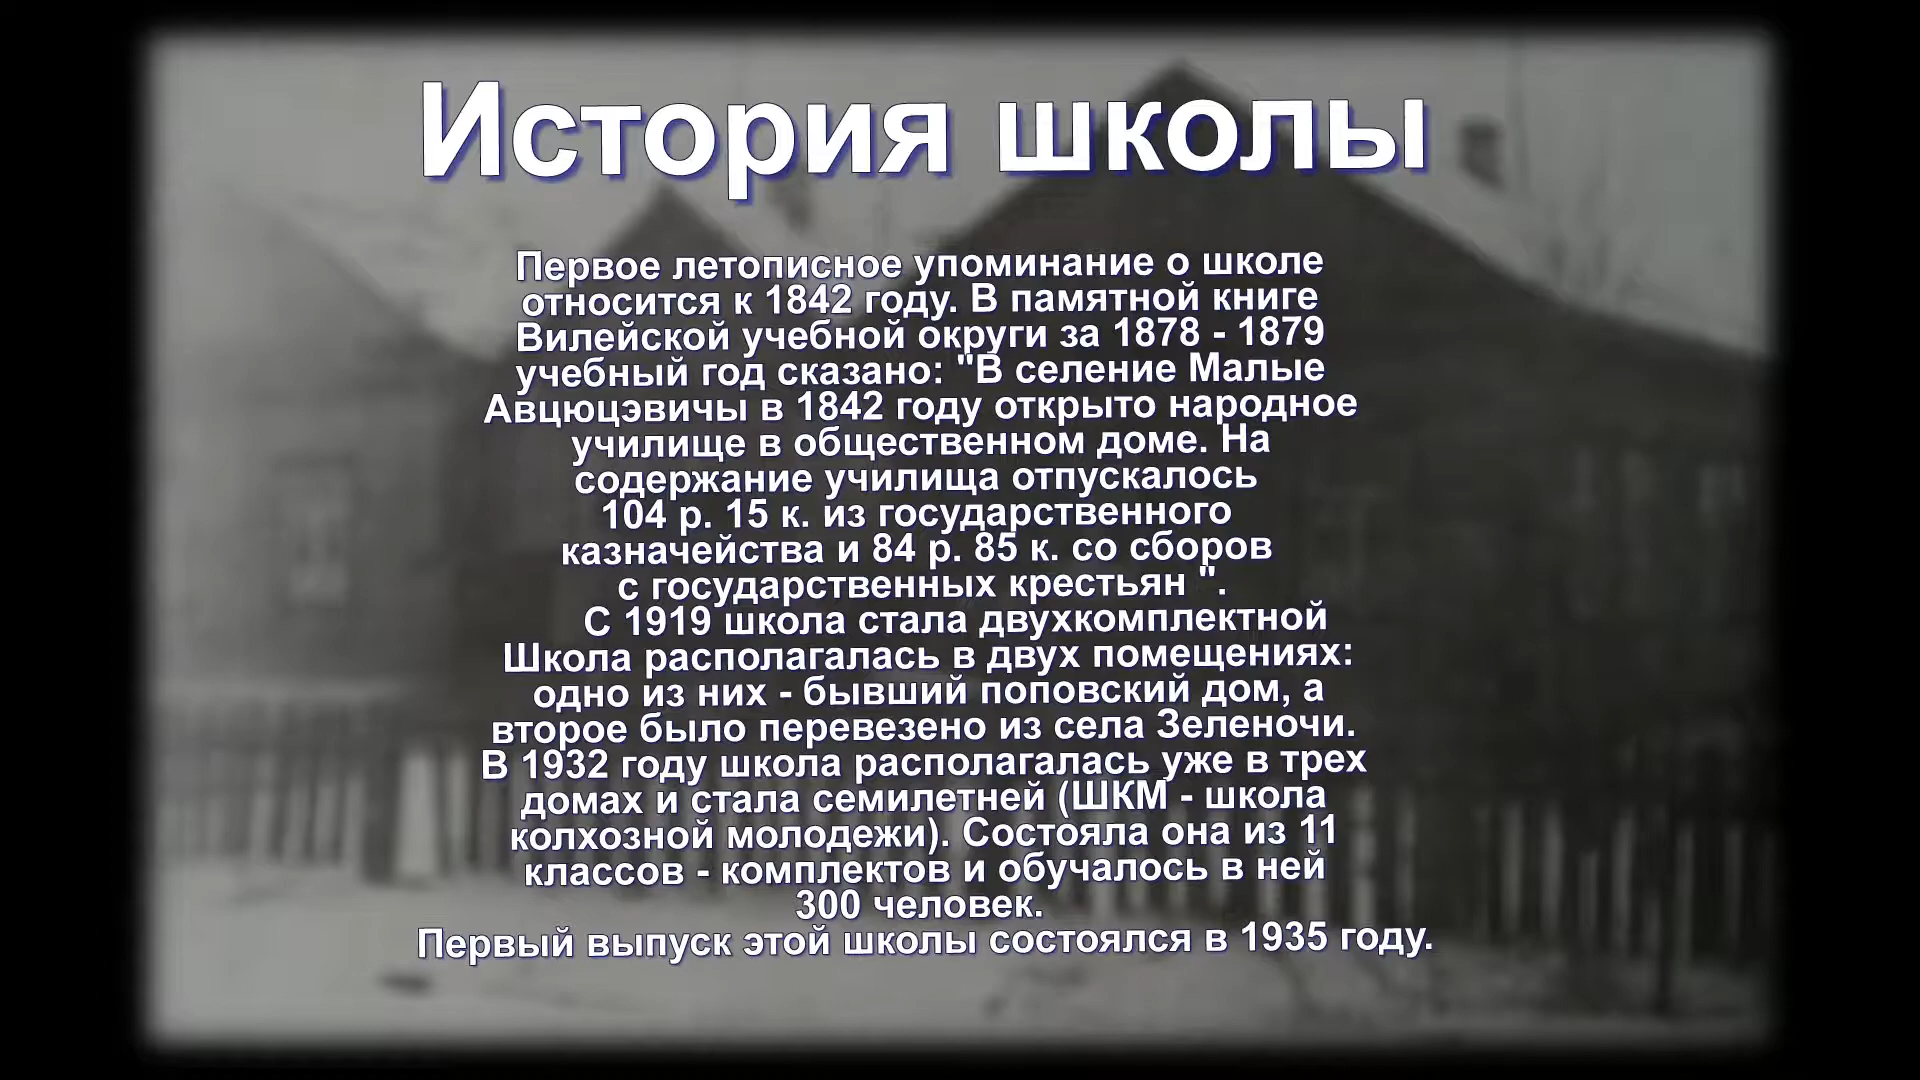 История школы
Первое летописное упоминание о школе
относится к 1842 году. В памятной книге
Вилейской учебной округи за 1878 - 1879
учебный год сказано: "В селение Малые
Авцюцэвичы в 1842 году открыто народное
училище в общественном доме. На
содержание училища отпускалось
104 р. 15 к. из государственного
казначейства и 84 р. 85 к. со сборов
с государственных крестьян ".
С 1919 школа стала двухкомплектной
Школа располагалась в двух помещениях:
одно из них - бывший поповский дом, а
второе было перевезено из села Зеленочи.
В 1932 году школа располагалась уже в трех
домах и стала семилетней (ШКМ - школа
колхозной молодежи). Состояла она из 11
классов - комплектов и обучалось в ней
300 человек.
Первый выпуск этой школы состоялся в 1935 году.